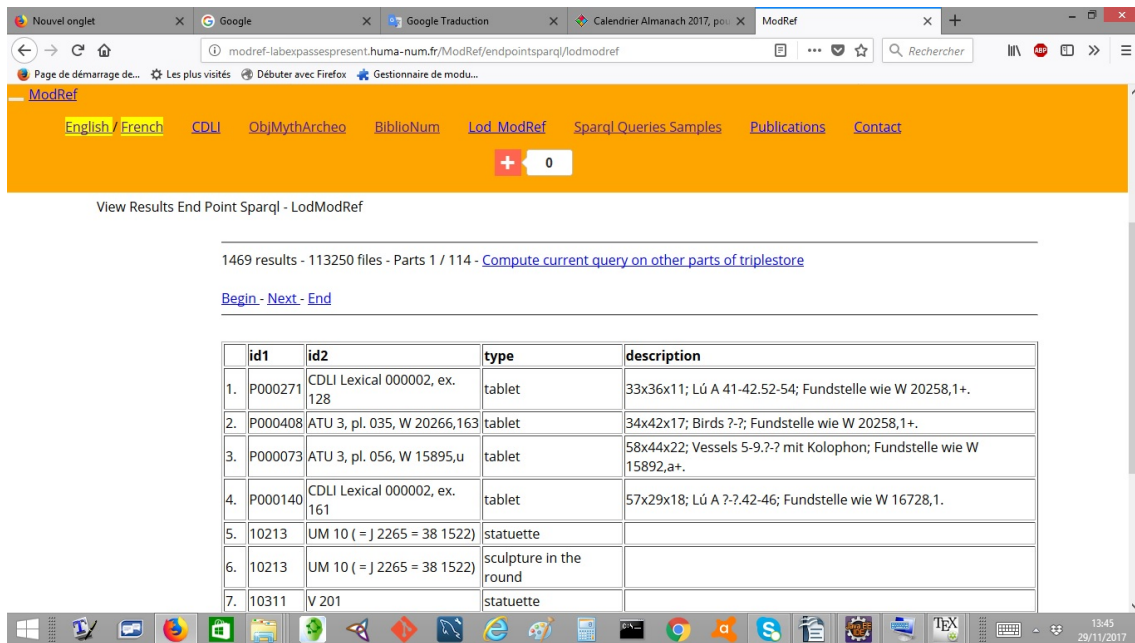 Nouvel onglet
Google
Google Traduction
Calendrier Almanach 2017, pou
ModRef
modref-labexpassespresent.huma-num.fr/ModRef/endpointsparql/lodmodref
Rechercher
ABP
Page de démarrage de... Les plus visités Débuter avec Firefox Gestionnaire de modu...
ModRef
English / French CDLI ObjMythArcheo BiblioNum Lod ModRef Sparql Queries Samples Publications Contact
+ 0
View Results End Point Sparql - LodModRef
1469 results - 113250 files - Parts 1 / 114 - Compute current query on other parts of triplestore
Begin - Next - End
id1 id2 type description
1. P000271 CDLI Lexical 000002, ex. 128 tablet 33x36x11; Lú A 41-42.52-54; Fundstelle wie W 20258,1+.
2. P000408 ATU 3, pl. 035, W 20266,163 tablet 34x42x17; Birds ?-?; Fundstelle wie W 20258,1+.
3. P000073 ATU 3, pl. 056, W 15895,u tablet 58x44x22; Vessels 5-9.?-? mit Kolophon; Fundstelle wie W 15892,a+.
4. P000140 CDLI Lexical 000002, ex. 161 tablet 57x29x18; Lú A ?-?.42-46; Fundstelle wie W 16728,1.
5. 10213 UM 10 ( = J 2265 = 38 1522) statuette
6. 10213 UM 10 ( = J 2265 = 38 1522) sculpture in the round
7. 10311 V 201 statuette
TEX
13:45
29/11/2017